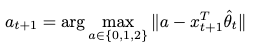 $a_{t+1} = \arg\max_{a \in \{0,1,2\}} \|a - x_{t+1}^{T}\hat{\theta}_t\|$